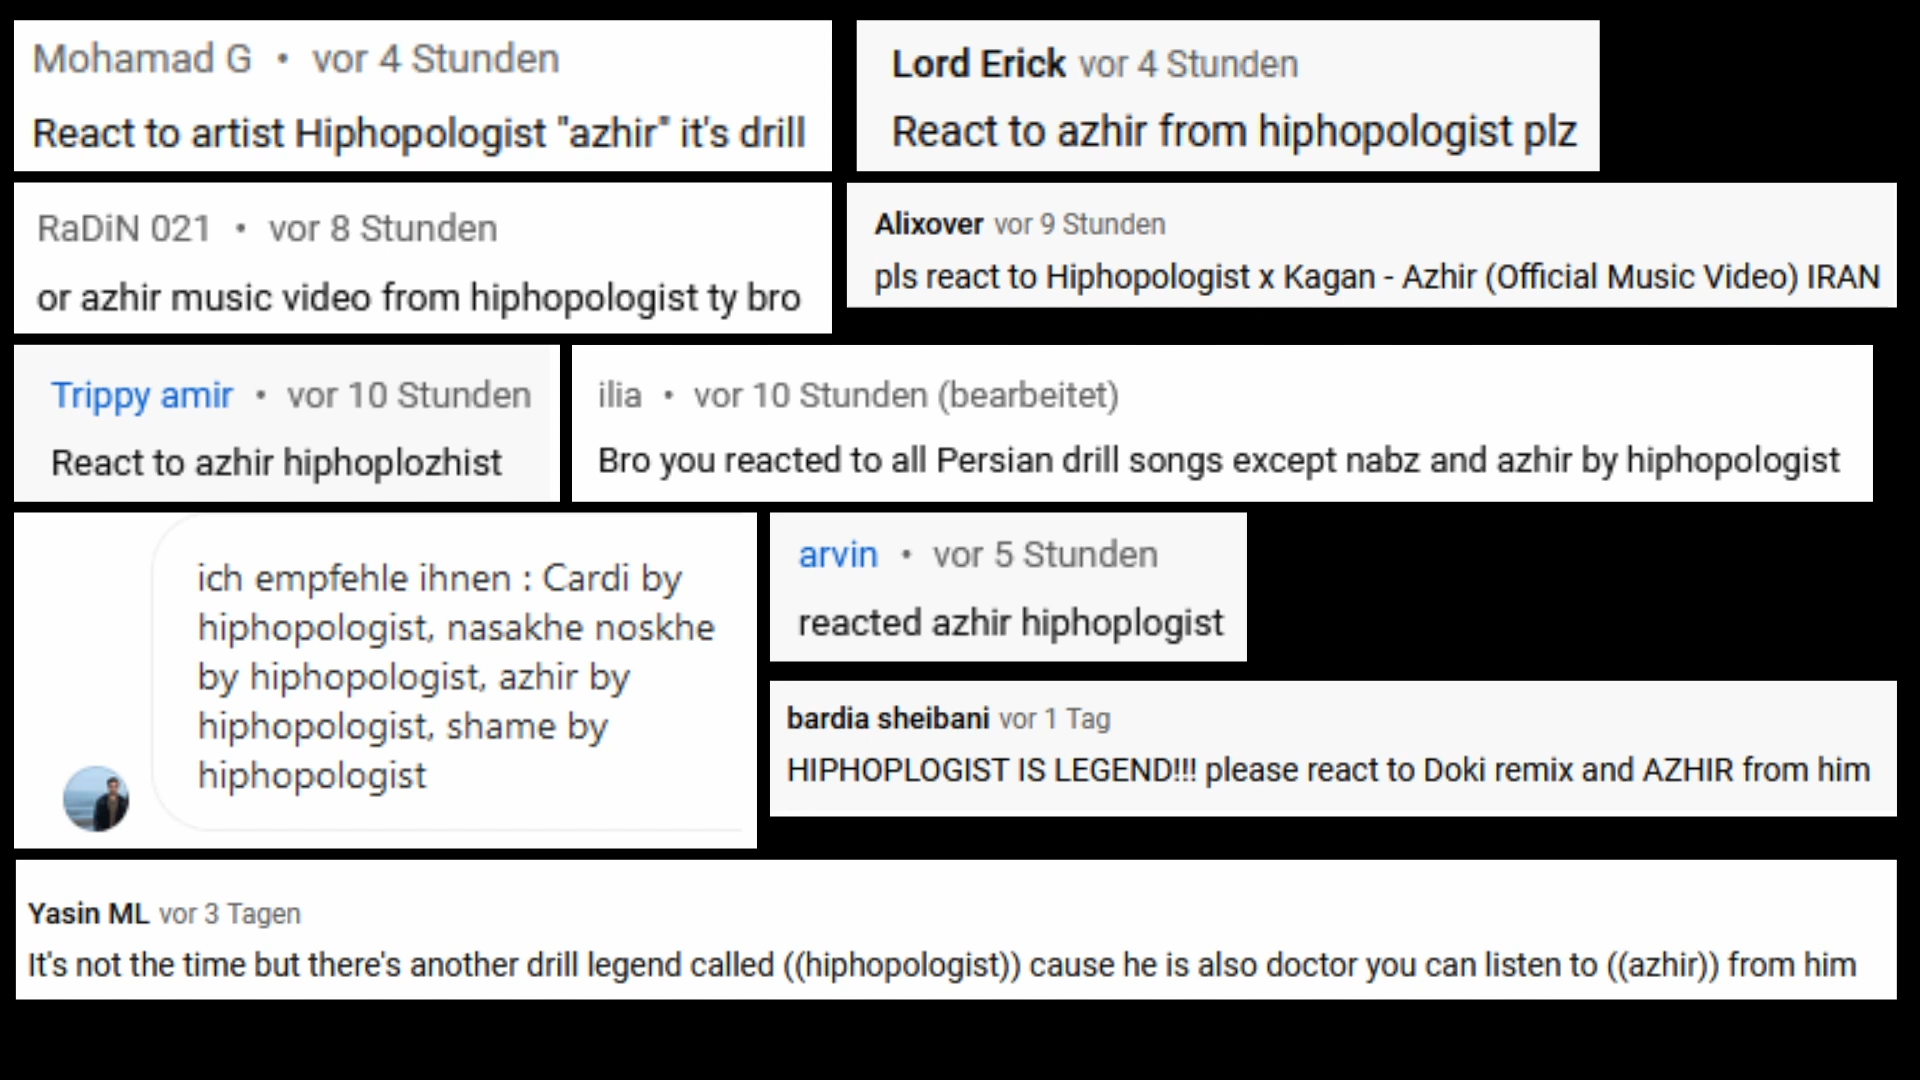 Mohamad G • vor 4 Stunden
React to artist Hiphopologist "azhir" it's drill
Lord Erick vor 4 Stunden
React to azhir from hiphopologist plz
RaDiN 021 • vor 8 Stunden
or azhir music video from hiphopologist ty bro
Alixover vor 9 Stunden
pls react to Hiphopologist x Kagan - Azhir (Official Music Video) IRAN
Trippy amir • vor 10 Stunden
React to azhir hiphoplozhist
ilia • vor 10 Stunden (bearbeitet)
Bro you reacted to all Persian drill songs except nabz and azhir by hiphopologist
ich empfehle ihnen : Cardi by
hiphopologist, nasakhe noskhe
by hiphopologist, azhir by
hiphopologist, shame by
hiphopologist
arvin • vor 5 Stunden
reacted azhir hiphoplogist
bardia sheibani vor 1 Tag
HIPHOPLOGIST IS LEGEND!!! please react to Doki remix and AZHIR from him
Yasin ML vor 3 Tagen
It's not the time but there's another drill legend called ((hiphopologist)) cause he is also doctor you can listen to ((azhir)) from him